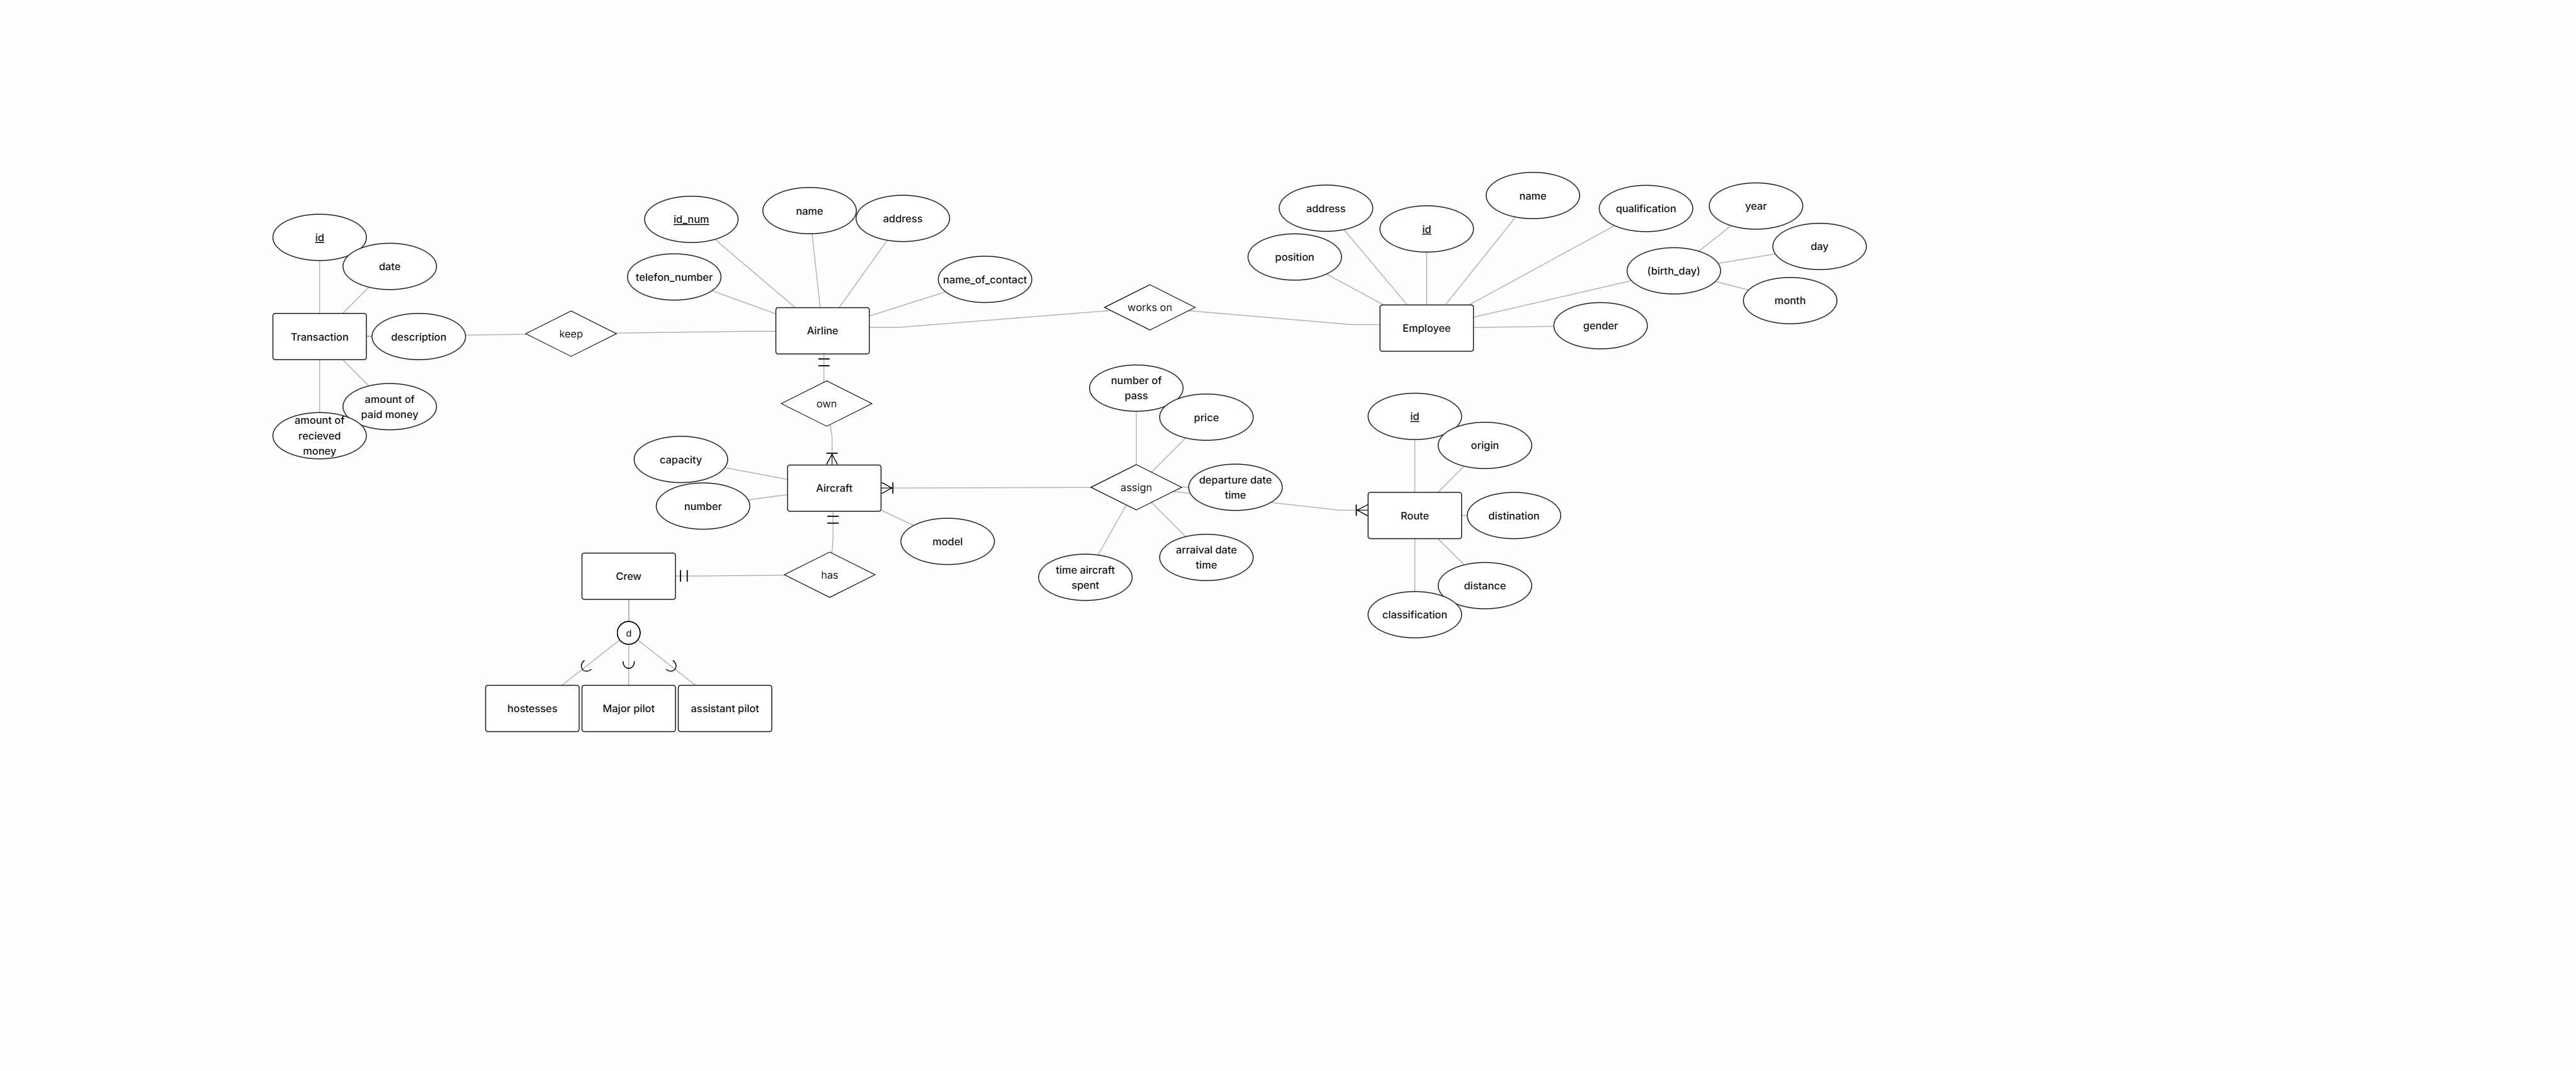 name
address
id_num
address
name
qualification
year
id
id
day
date
position
(birth_day)
telefon_number
name_of_contact
month
works on
gender
Transaction
description
keep
Airline
Employee
number of
pass
own
price
id
amount of
paid money
amount of
recieved
money
origin
capacity
Aircraft
assign
departure date
time
number
Route
distination
model
arraival date
time
Crew
has
time aircraft
spent
distance
classification
d
hostesses
Major pilot
assistant pilot